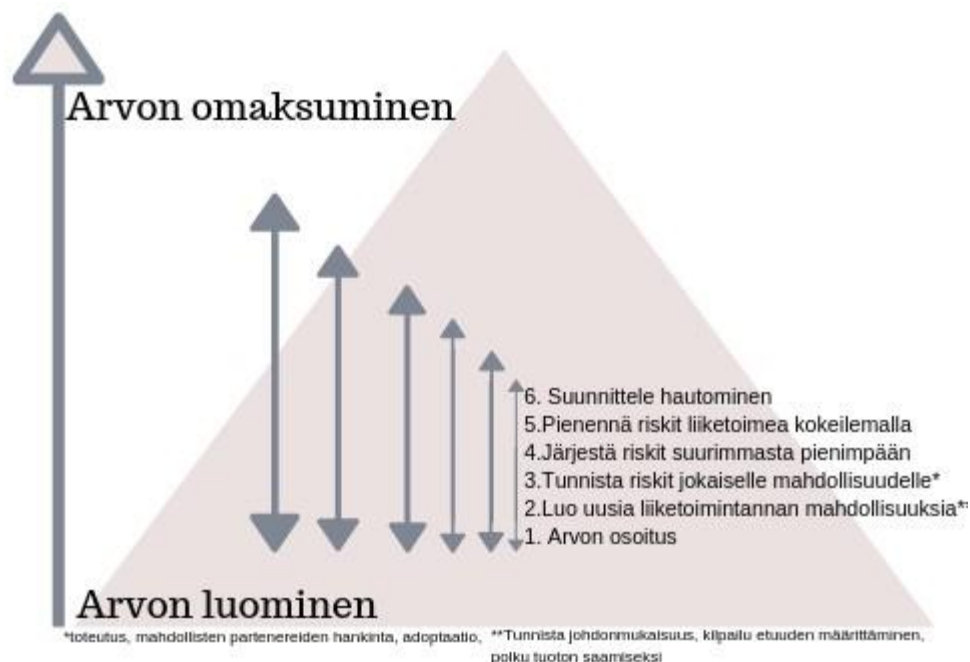 Arvon omaksuminen
6. Suunnittele hautominen
5.Pienennä riskit liiketoimea kokeilemalla
4.Järjestä riskit suurimmasta pienimpään
3.Tunnista riskit jokaiselle mahdollisuudelle*
2.Luo uusia liiketoimintannan mahdollisuuksia**
1. Arvon osoitus
Arvon luominen
*toteutus, mahdollisten partenereiden hankinta, adoptaatio,
**Tunnista johdonmukaisuus, kilpailu etuuden määrittäminen,
polku tuoton saamiseksi